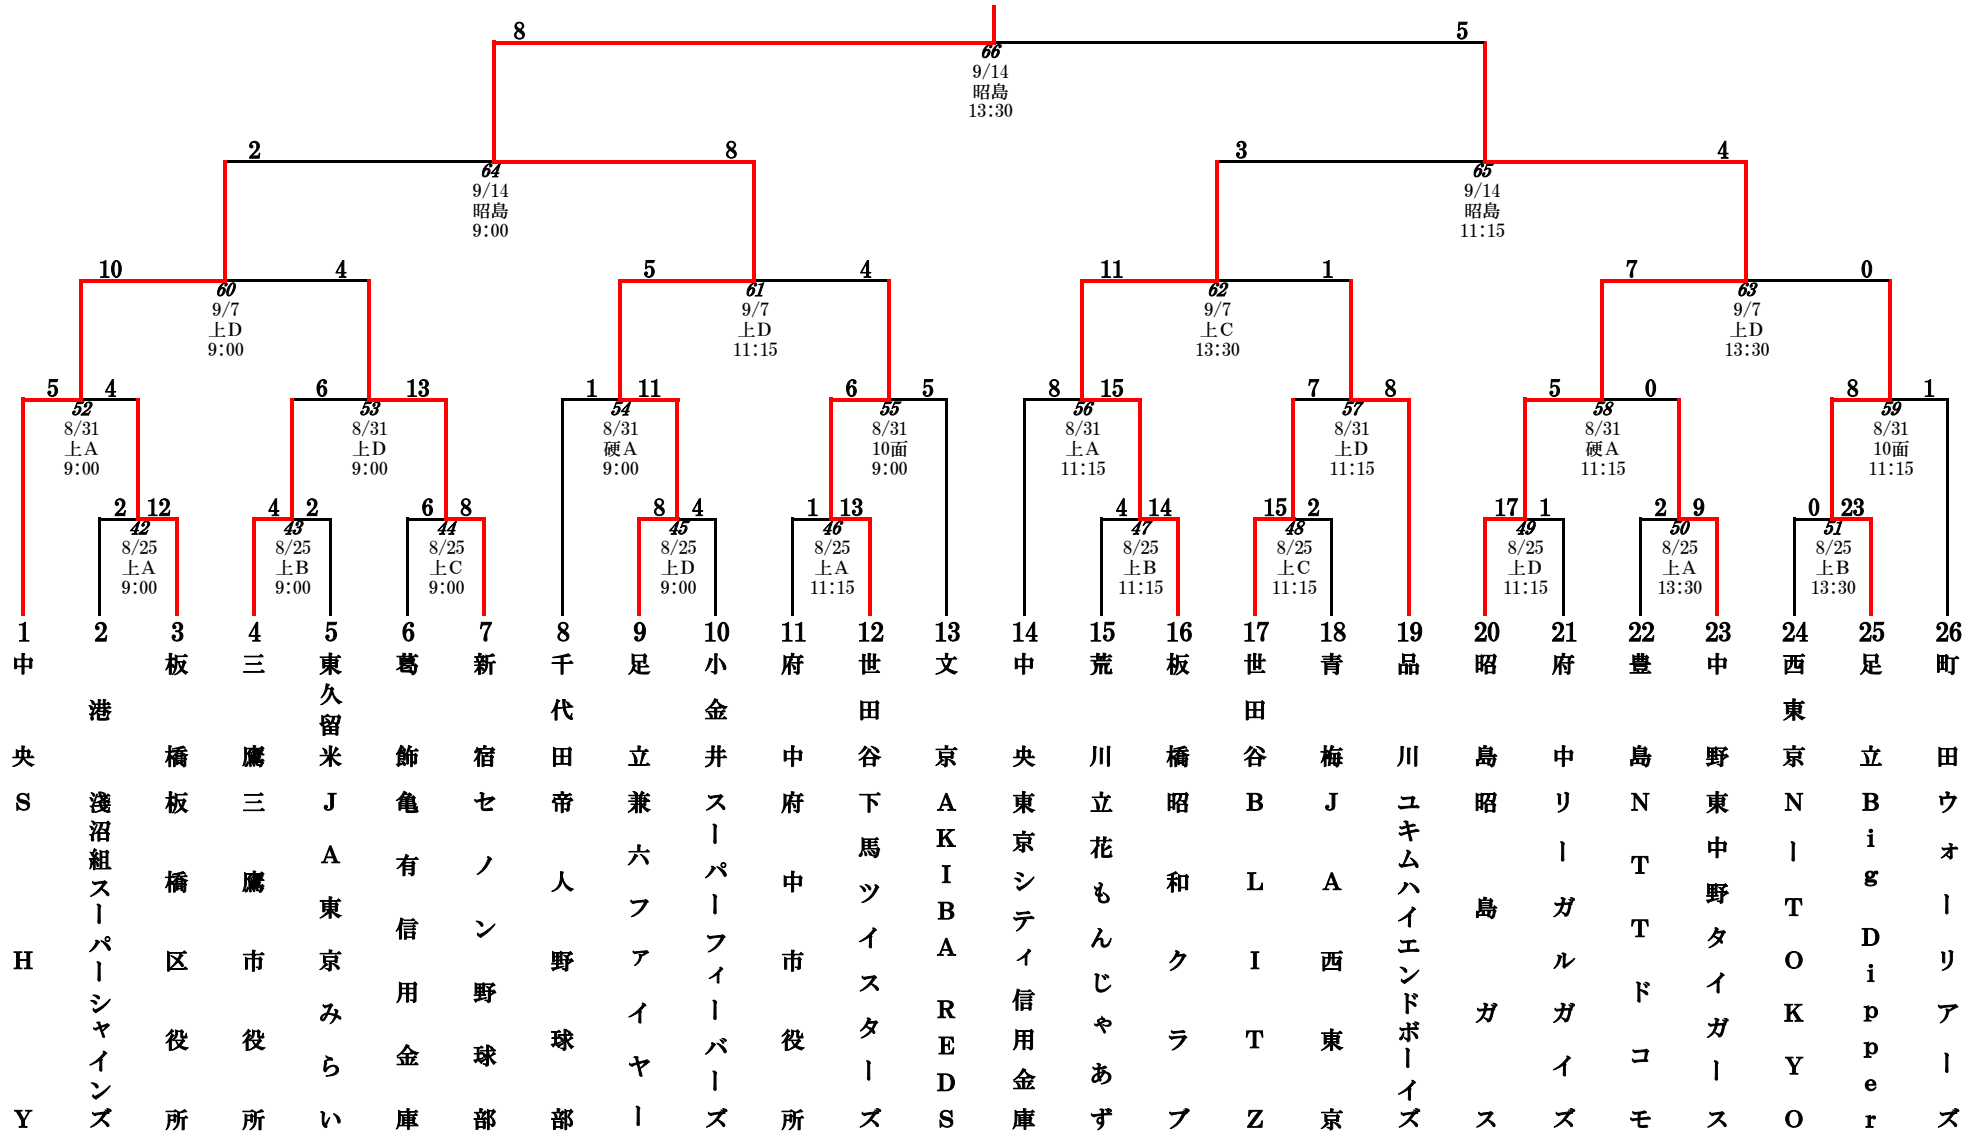 8 5
66
9/14
昭島
13:30
2 8 3 4
64 65
9/14 9/14
昭島 昭島
9:00 11:15
10 4 5 4 11 1 7 0
60 61 62 63
9/7 9/7 9/7 9/7
上D 上D 上C 上D
9:00 11:15 13:30 13:30
5 4 6 13 1 11 6 5 8 15 7 8 5 0 8 1
52 53 54 55 56 57 58 59
8/31 8/31 8/31 8/31 8/31 8/31 8/31 8/31
上A 上D 硬A 10面 上A 上D 硬A 10面
9:00 9:00 9:00 9:00 11:15 11:15 11:15 11:15
2 12 4 2 6 8 8 4 1 13 4 14 15 2 17 1 2 9 0 23
42 43 44 45 46 47 48 49 50 51
8/25 8/25 8/25 8/25 8/25 8/25 8/25 8/25 8/25 8/25
上A 上B 上C 上D 上A 上B 上C 上D 上A 上B
9:00 9:00 9:00 9:00 11:15 11:15 11:15 11:15 13:30 13:30
1 2 3 4 5 6 7 8 9 10 11 12 13 14 15 16 17 18 19 20 21 22 23 24 25 26
中央 SHY
港 淺沼組スーパーシャインズ
板橋 板橋区役所
三鷹 三鷹市役所
東久留米 JA東京みらい
葛飾 亀有信用金庫
新宿 セノン野球部
千代田 帝人野球部
足立 兼六ファイヤー
小金井 スーパーフィーバーズ
府中 府中市役所
世田谷 下馬ツイスターズ
文京 AKIBA REDS
中央 東京シティ信用金庫
荒川 立花もんじゃあず
板橋 昭和クラブ
世田谷 BLITZ
青梅 JA西東京
品川 ユキムハイエンドボーイズ
昭島 昭島ガス
府中 リーガルガイズ
豊島 NTTドコモ
中野 東中野タイガース
西東京 NーTOKYO
足立 Big Dipper
町田 ウォーリアーズ